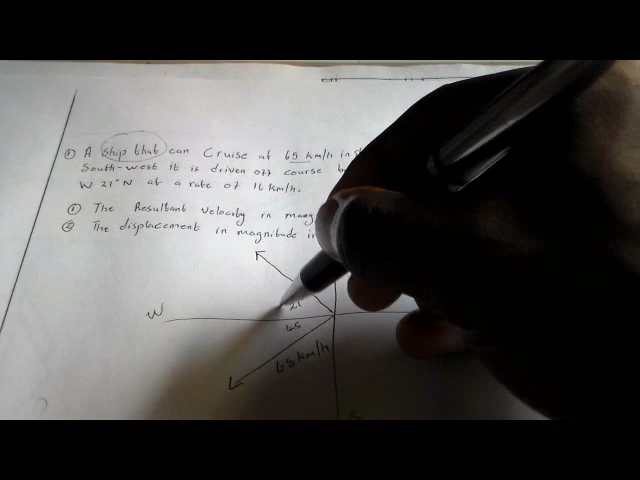 ① A ship that can Cruise at 65 km/h in st
South-west it is driven off course b
W 21° N at a rate of 16 km/h.
① The Resultant velocity in mag
② The displacement in magnitude in
W
21
45
65 km/h
S